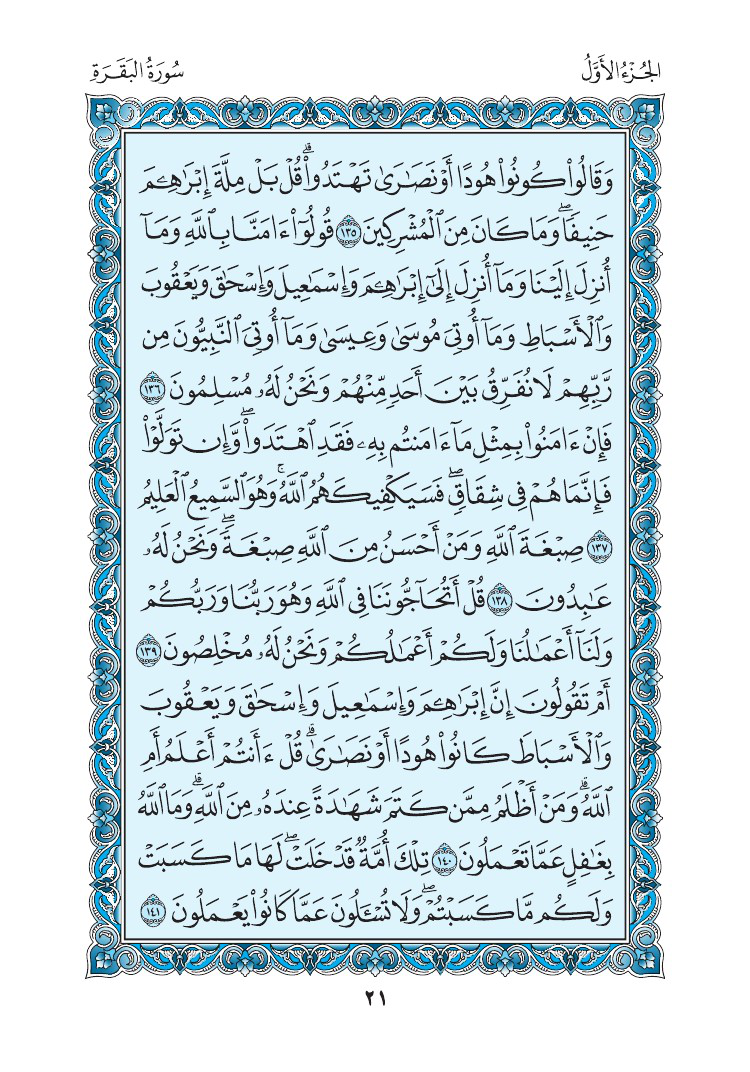 الجُزْءُ الأَوَّلُ
سُورَةُ البَقَرَةِ
وَقَالُوا۟ كُونُوا۟ هُودًا أَوْ نَصَٰرَىٰ تَهْتَدُوا۟ۗ قُلْ بَلْ مِلَّةَ إِبْرَٰهِـۧمَ
حَنِيفًاۖ وَمَا كَانَ مِنَ ٱلْمُشْرِكِينَ ١٣٥ قُولُوٓا۟ ءَامَنَّا بِٱللَّهِ وَمَآ
أُنزِلَ إِلَيْنَا وَمَآ أُنزِلَ إِلَىٰٓ إِبْرَٰهِـۧمَ وَإِسْمَٰعِيلَ وَإِسْحَٰقَ وَيَعْقُوبَ
وَٱلْأَسْبَاطِ وَمَآ أُوتِىَ مُوسَىٰ وَعِيسَىٰ وَمَآ أُوتِىَ ٱلنَّبِيُّونَ مِن
رَّبِّهِمْ لَا نُفَرِّقُ بَيْنَ أَحَدٍ مِّنْهُمْ وَنَحْنُ لَهُۥ مُسْلِمُونَ ١٣٦
فَإِنْ ءَامَنُوا۟ بِمِثْلِ مَآ ءَامَنتُم بِهِۦ فَقَدِ ٱهْتَدَوا۟ۖ وَّإِن تَوَلَّوْا۟
فَإِنَّمَا هُمْ فِى شِقَاقٍۖ فَسَيَكْفِيكَهُمُ ٱللَّهُۚ وَهُوَ ٱلسَّمِيعُ ٱلْعَلِيمُ
١٣٧ صِبْغَةَ ٱللَّهِ وَمَنْ أَحْسَنُ مِنَ ٱللَّهِ صِبْغَةًۖ وَنَحْنُ لَهُۥ
عَٰبِدُونَ ١٣٨ قُلْ أَتُحَآجُّونَنَا فِى ٱللَّهِ وَهُوَ رَبُّنَا وَرَبُّكُمْ
وَلَنَآ أَعْمَٰلُنَا وَلَكُمْ أَعْمَٰلُكُمْ وَنَحْنُ لَهُۥ مُخْلِصُونَ ١٣٩
أَمْ تَقُولُونَ إِنَّ إِبْرَٰهِـۧمَ وَإِسْمَٰعِيلَ وَإِسْحَٰقَ وَيَعْقُوبَ
وَٱلْأَسْبَاطَ كَانُوا۟ هُودًا أَوْ نَصَٰرَىٰۗ قُلْ ءَأَنتُمْ أَعْلَمُ أَمِ
ٱللَّهُۗ وَمَنْ أَظْلَمُ مِمَّن كَتَمَ شَهَٰدَةً عِندَهُۥ مِنَ ٱللَّهِۗ وَمَا ٱللَّهُ
بِغَٰفِلٍ عَمَّا تَعْمَلُونَ ١٤٠ تِلْكَ أُمَّةٌ قَدْ خَلَتْۖ لَهَا مَا كَسَبَتْ
وَلَكُم مَّا كَسَبْتُمْۖ وَلَا تُسْـَٔلُونَ عَمَّا كَانُوا۟ يَعْمَلُونَ ١٤١
٢١